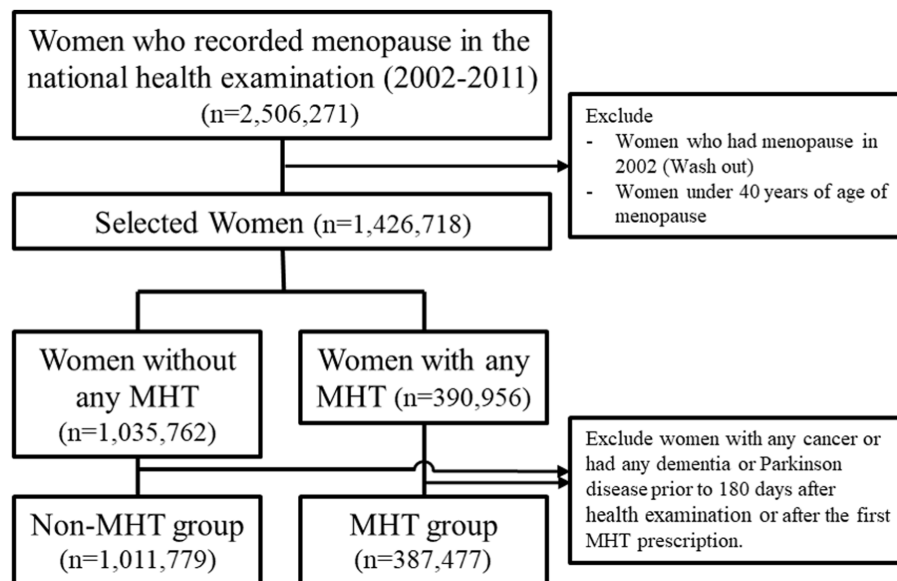 Women who recorded menopause in the
national health examination (2002-2011)
(n=2,506,271)
Exclude
- Women who had menopause in
2002 (Wash out)
- Women under 40 years of age of
menopause
Selected Women (n=1,426,718)
Women without
any MHT
(n=1,035,762)
Women with any
MHT (n=390,956)
Exclude women with any cancer or
had any dementia or Parkinson
disease prior to 180 days after
health examination or after the first
MHT prescription.
Non-MHT group
(n=1,011,779)
MHT group
(n=387,477)